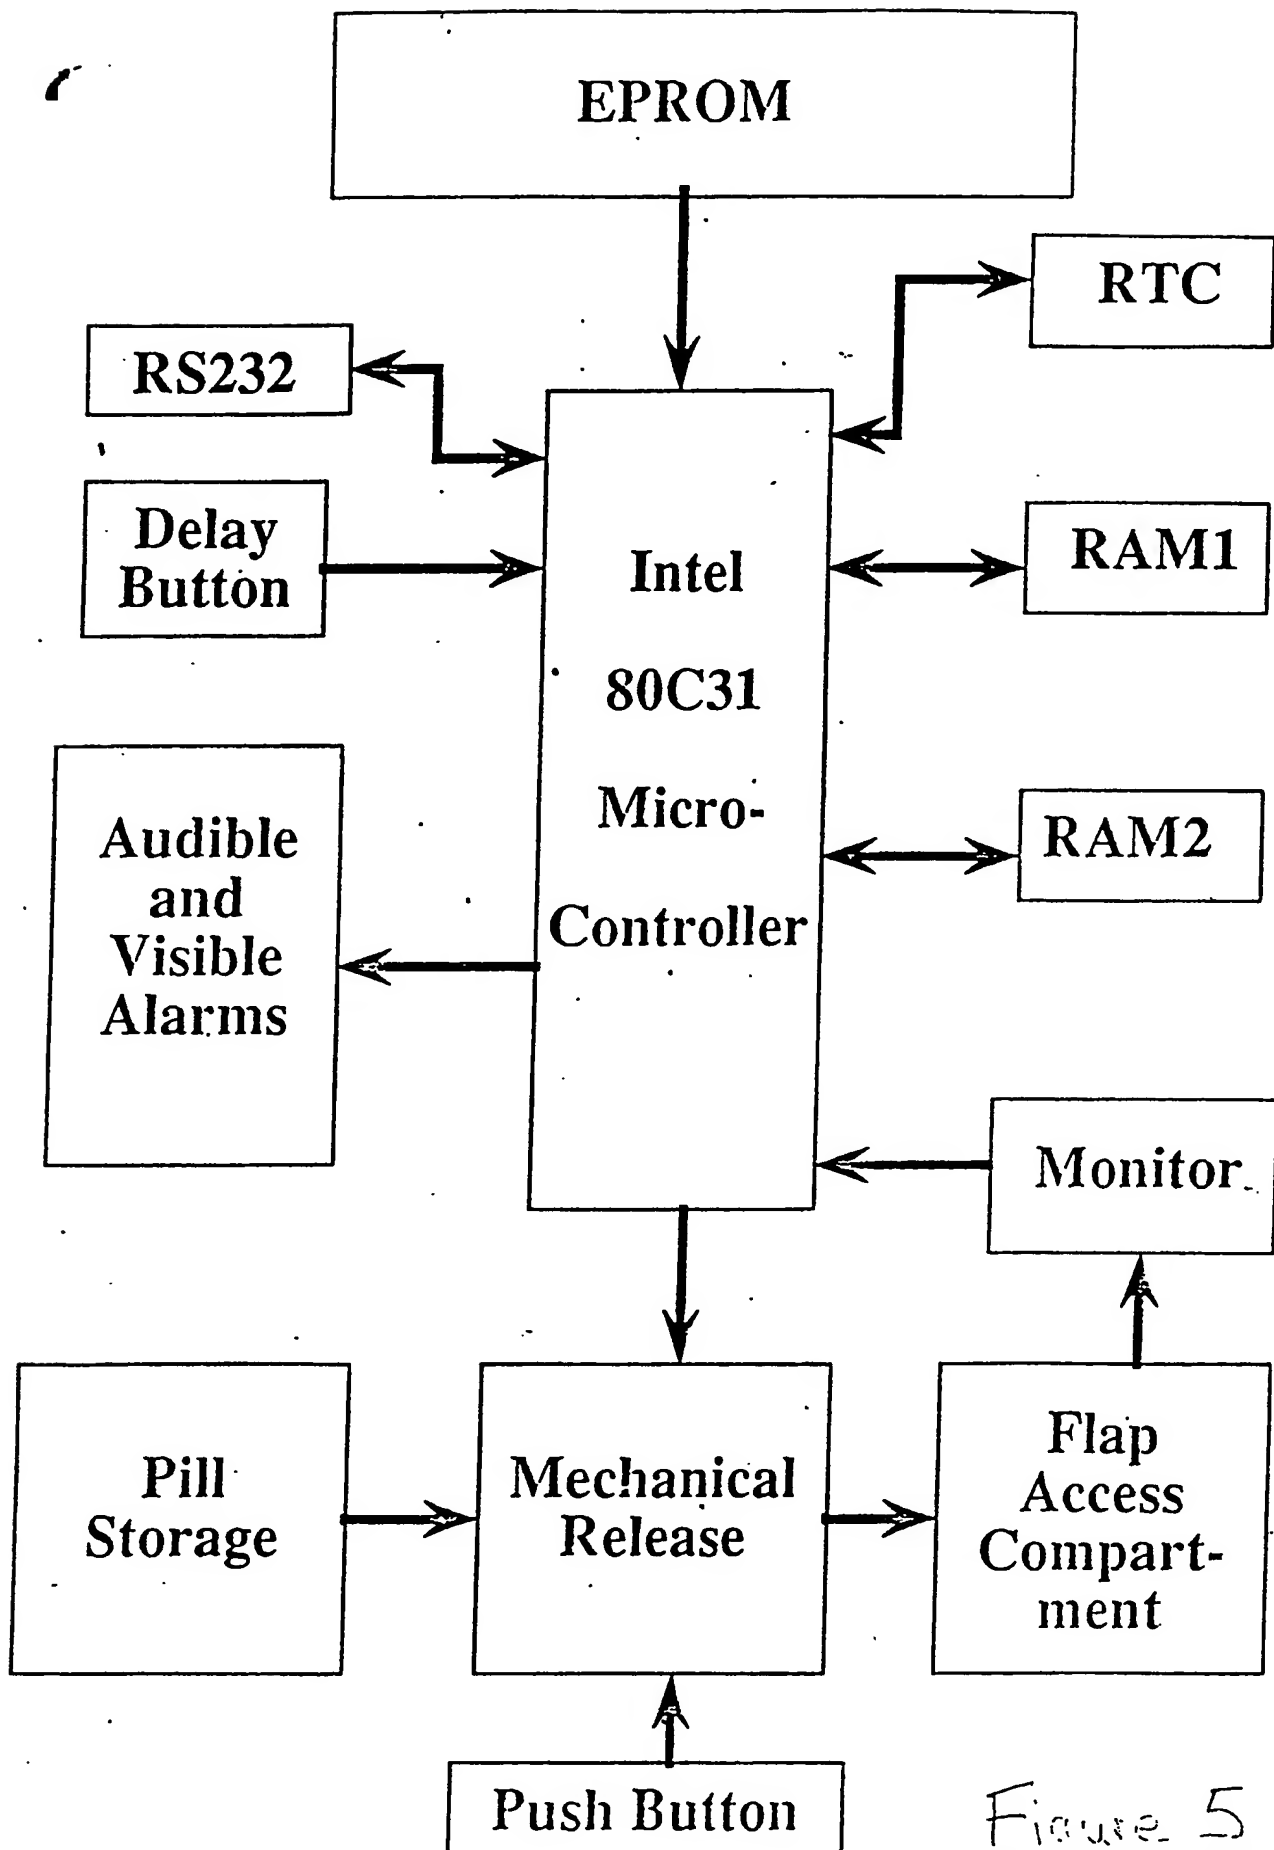 EPROM
RTC
RS232
Delay
Button
Intel
80C31
Micro-
Controller
RAM1
RAM2
Audible
and
Visible
Alarms
Monitor
Pill
Storage
Mechanical
Release
Flap
Access
Compart-
ment
Push Button
Figure 5